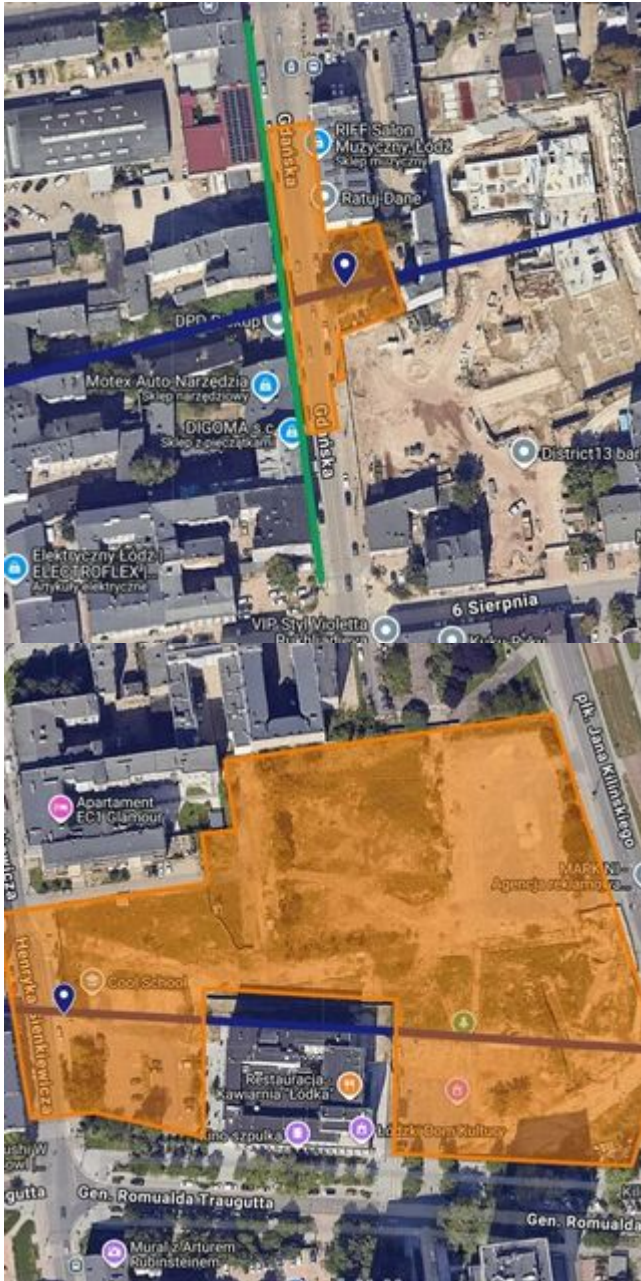 Gdańska
RIFF Salon
Muzyczny, Łódź
Sklep muzyczny
Ratuj-Dane
DPD Pickup
Motex Auto-Narzędzia
Sklep narzędziowy
DIGOMA s.c
Sklep z pieczątkami
Gdańska
District13 bar
Elektryczny Łódź |
ELECTROFLEX |...
Artykuły elektryczne
6 Sierpnia
VIP Styl Violetta
plk. Jana Kilińskiego
Apartament
EC1 Glamour
Agencja reklamowa...
Henryka Sienkiewicza
Cool School
Restauracja
Kawiarnia "Łódka"
Kino szpulka
Łódzki Dom Kultury
Gen. Romualda Traugutta
Gen. Romualda
Mural z Arturem
Rubinsteinem